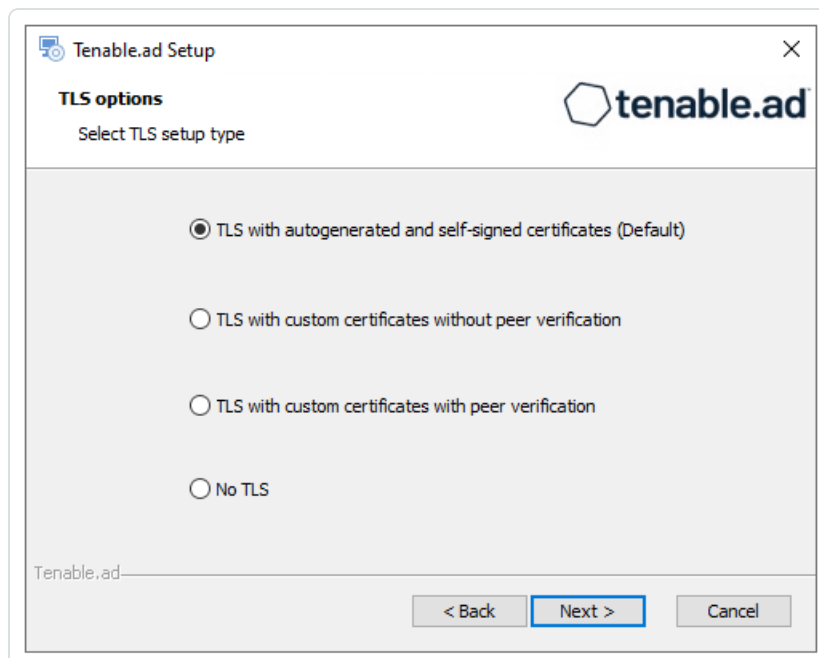 Tenable.ad Setup
TLS options
Select TLS setup type
tenable.ad
TLS with autogenerated and self-signed certificates (Default)
TLS with custom certificates without peer verification
TLS with custom certificates with peer verification
No TLS
Tenable.ad
< Back
Next >
Cancel